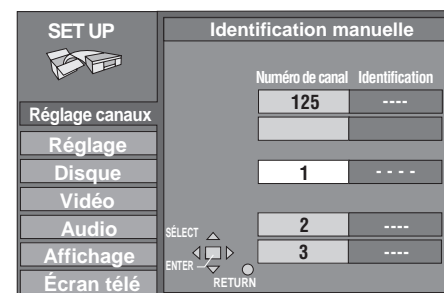 SET UP
Identification manuelle
Numéro de canal Identification
125 ----
Réglage canaux
Réglage
Disque
1 - - - -
Vidéo
Audio
SÉLECT
2 ----
Affichage
3 ----
ENTER
RETURN
Écran télé